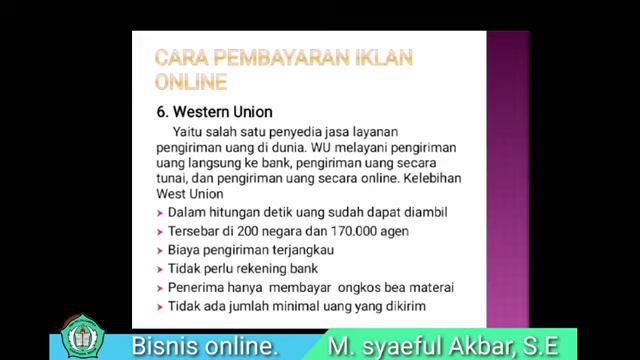 CARA PEMBAYARAN IKLAN
ONLINE
6. Western Union
Yaitu salah satu penyedia jasa layanan
pengiriman uang di dunia. WU melayani pengiriman
uang langsung ke bank, pengiriman uang secara
tunai, dan pengiriman uang secara online. Kelebihan
West Union
Dalam hitungan detik uang sudah dapat diambil
Tersebar di 200 negara dan 170.000 agen
Biaya pengiriman terjangkau
Tidak perlu rekening bank
Penerima hanya membayar ongkos bea materai
Tidak ada jumlah minimal uang yang dikirim
Bisnis online.
M. syaeful Akbar, S.E